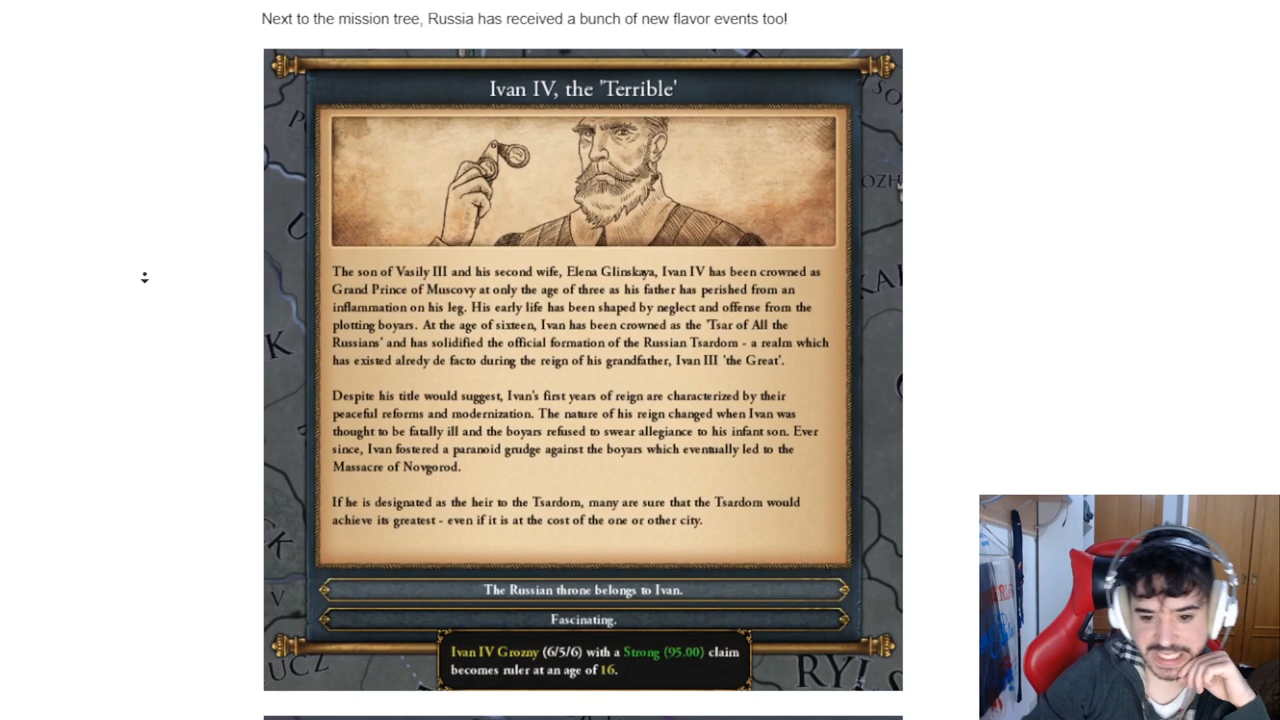 Next to the mission tree, Russia has received a bunch of new flavor events too!
Ivan IV, the 'Terrible'
OZH
The son of Vasily III and his second wife, Elena Glinskaya, Ivan IV has been crowned as
Grand Prince of Muscovy at only the age of three as his father has perished from an
inflammation on his leg. His early life has been shaped by neglect and offense from the
plotting boyars. At the age of sixteen, Ivan has been crowned as the 'Tsar of All the
Russians' and has solidified the official formation of the Russian Tsardom - a realm which
has existed alredy de facto during the reign of his grandfather, Ivan III 'the Great'.
KA
K
Despite his title would suggest, Ivan's first years of reign are characterized by their
peaceful reforms and modernization. The nature of his reign changed when Ivan was
thought to be fatally ill and the boyars refused to swear allegiance to his infant son. Ever
since, Ivan fostered a paranoid grudge against the boyars which eventually led to the
Massacre of Novgorod.
If he is designated as the heir to the Tsardom, many are sure that the Tsardom would
achieve its greatest - even if it is at the cost of the one or other city.
V
The Russian throne belongs to Ivan.
Fascinating.
Ivan IV Grozny (6/5/6) with a Strong (95.00) claim
becomes ruler at an age of 16.
UCZ
RYL